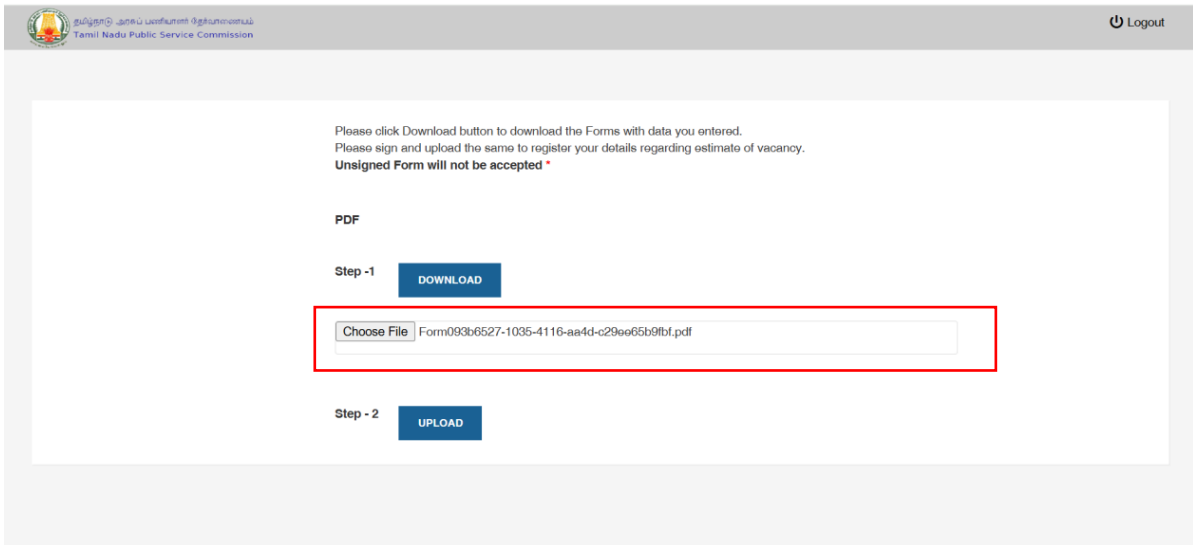 தமிழ்நாடு அரசுப் பணியாளர் தேர்வாணையம்
Tamil Nadu Public Service Commission
Logout
Please click Download button to download the Forms with data you entered.
Please sign and upload the same to register your details regarding estimate of vacancy.
Unsigned Form will not be accepted *
PDF
Step -1
DOWNLOAD
Choose File Form093b6527-1035-4116-aa4d-c29ee65b9fbf.pdf
Step - 2
UPLOAD